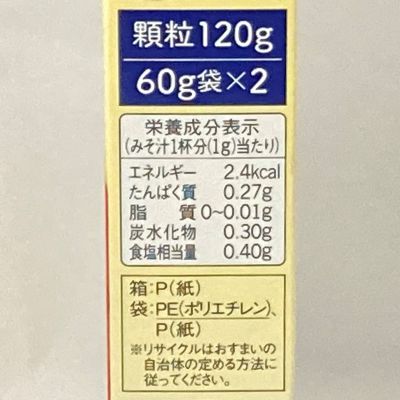 顆粒120g
60g袋×2
栄養成分表示
(みそ汁1杯分(1g)当たり)
エネルギー 2.4kcal
たんぱく質 0.27g
脂質 0~0.01g
炭水化物 0.30g
食塩相当量 0.40g
箱:P(紙)
袋:PE(ポリエチレン)、
P(紙)
※リサイクルはおすまいの
自治体の定める方法に
従ってください。